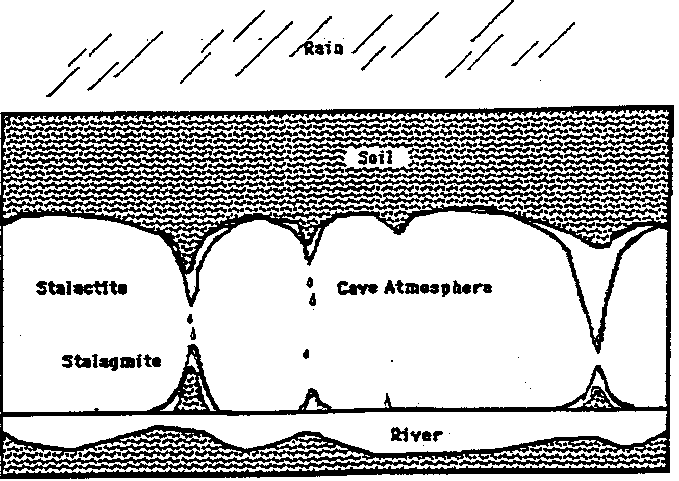 Rain
Soil
Stalactite
Cave Atmosphere
Stalagmite
River